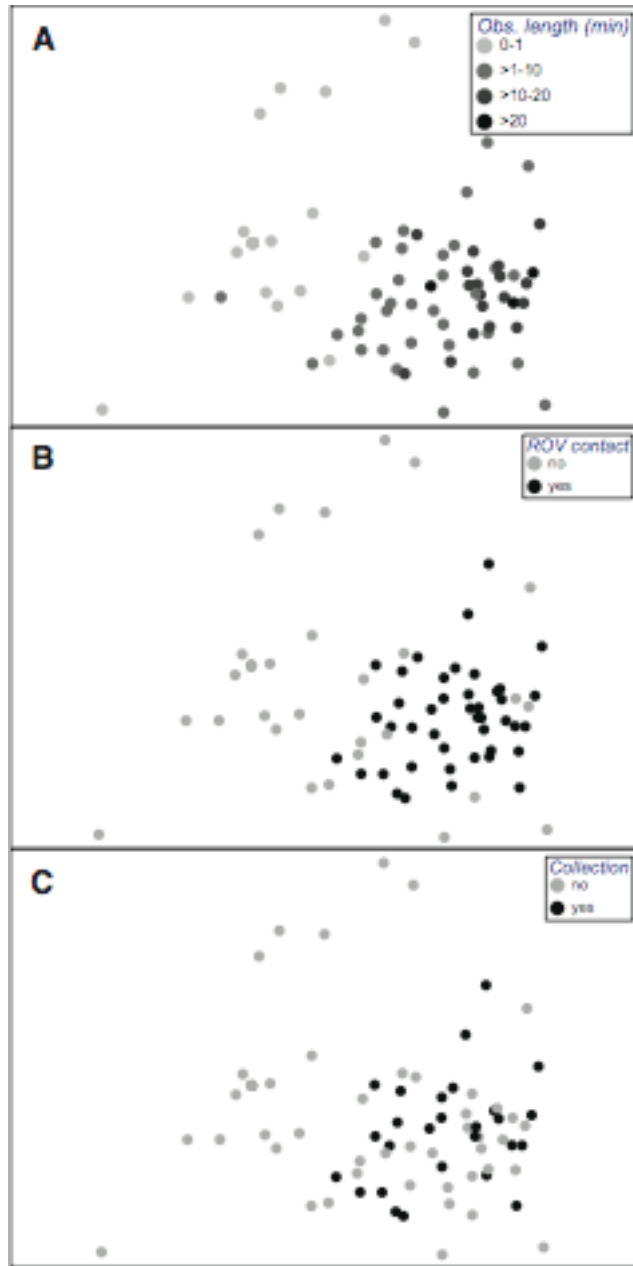 A
Obs. length (min)
0-1
>1-10
>10-20
>20
B
ROV contact
no
yes
C
Collection
no
yes